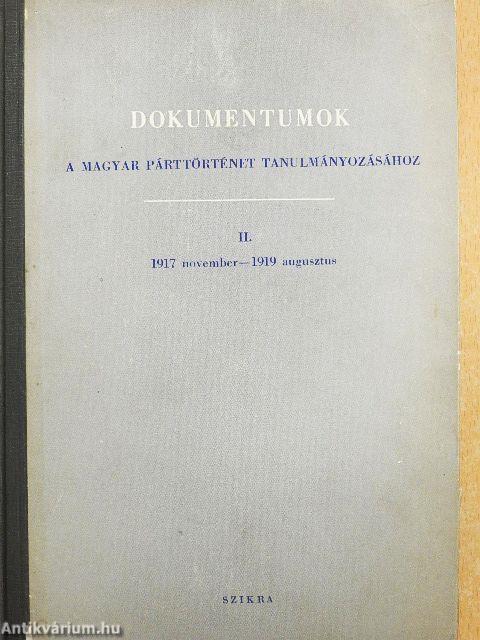 DOKUMENTUMOK
A MAGYAR PÁRTTÖRTÉNET TANULMÁNYOZÁSÁHOZ
II.
1917 november—1919 augusztus
SZIKRA
Antikvárium.hu